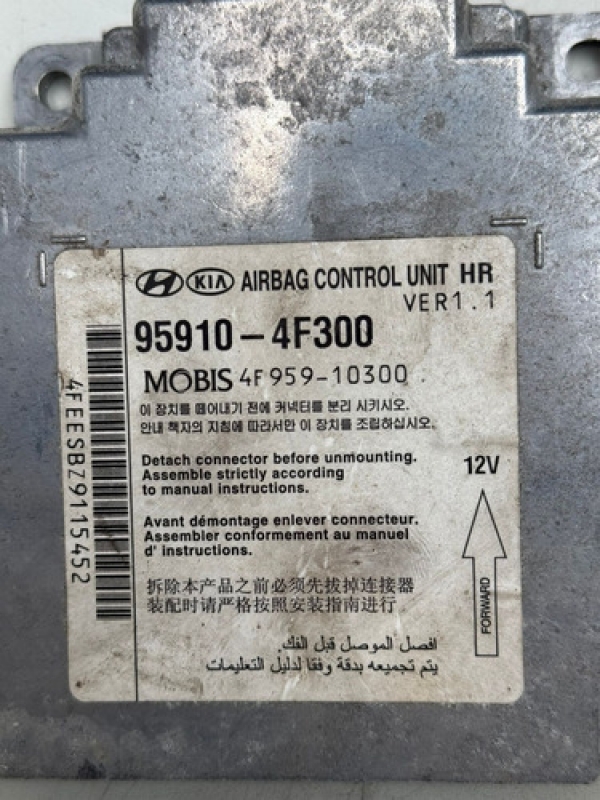 KIA AIRBAG CONTROL UNIT HR
VER1.1
95910-4F300
MOBIS 4F959-10300
이 장치를 떼어내기 전에 커넥터를 분리 시키시오.
안내 책자의 지침에 따라서만 이 장치를 조립하십시오.
Detach connector before unmounting.
Assemble strictly according
to manual instructions.
12V
Avant démontage enlever connecteur.
Assembler conformement au manuel
d' instructions.
拆除本产品之前必须先拔掉连接器
装配时请严格按照安装指南进行
افصل الموصل قبل الفك.
يتم تجميعه بدقة وفقا لدليل التعليمات
FORWARD
4FEESBZ9115452